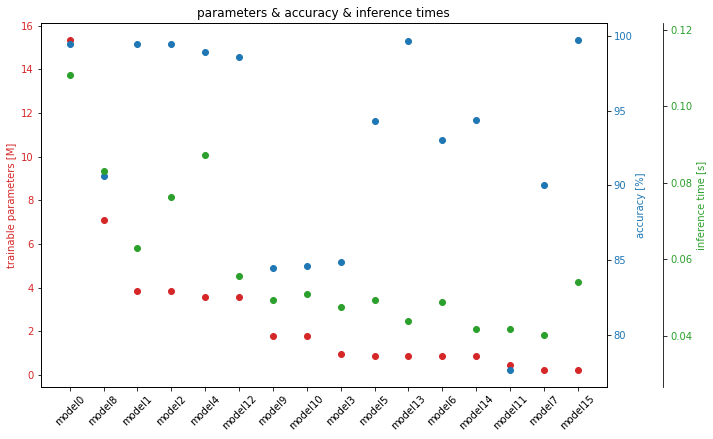 parameters & accuracy & inference times
trainable parameters [M]
16
14
12
10
8
6
4
2
0
model0
model8
model1
model2
model4
model12
model9
model10
model3
model5
model13
model6
model14
model11
model7
model15
100
95
90
85
80
accuracy [%]
0.12
0.10
0.08
0.06
0.04
inference time [s]